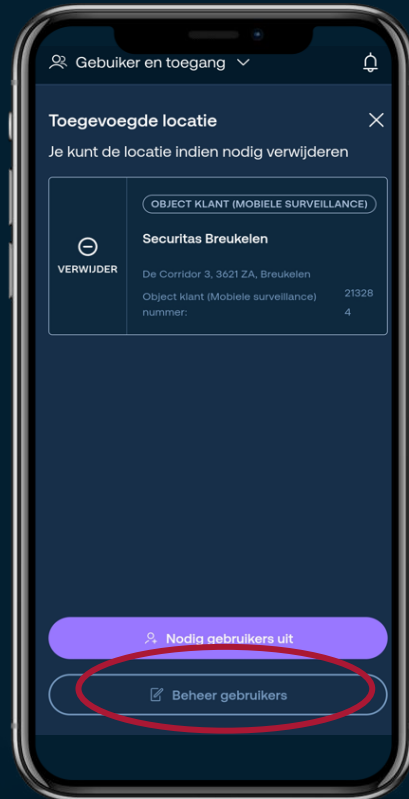 Gebuiker en toegang
Toegevoegde locatie
Je kunt de locatie indien nodig verwijderen
OBJECT KLANT (MOBIELE SURVEILLANCE)
Securitas Breukelen
VERWIJDER
De Corridor 3, 3621 ZA, Breukelen
Object klant (Mobiele surveillance) 21328
nummer: 4
Nodig gebruikers uit
Beheer gebruikers